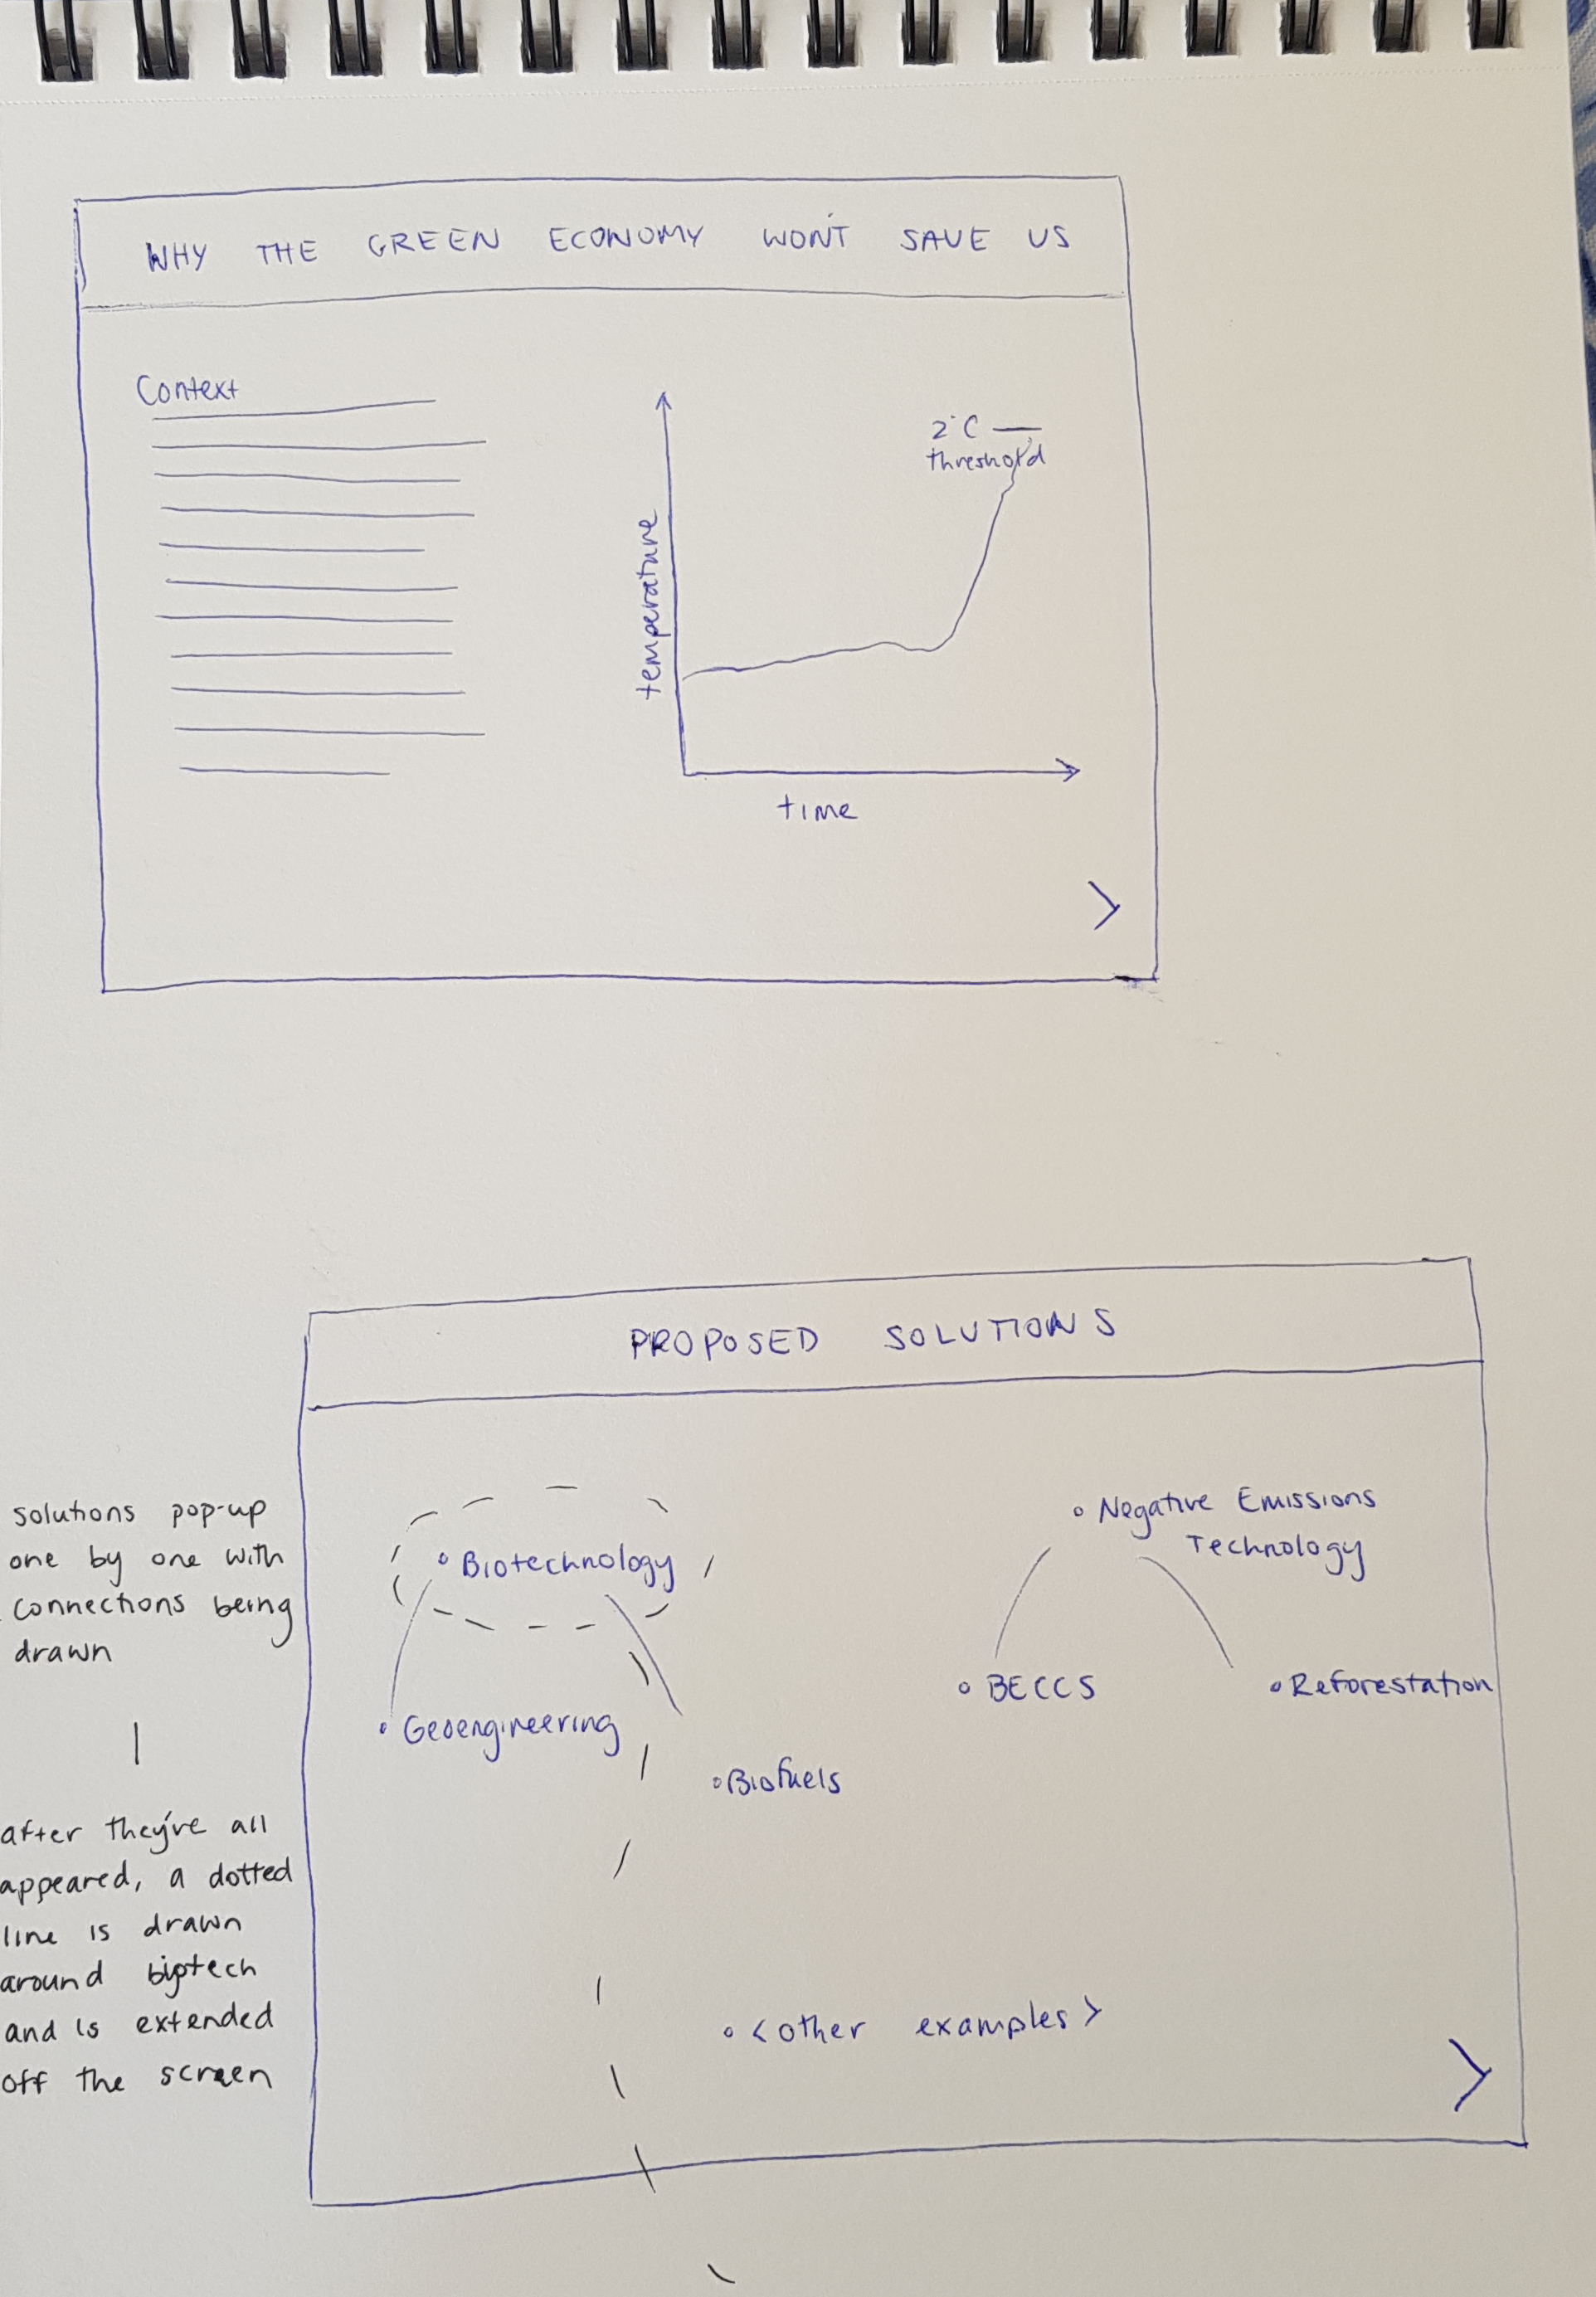 WHY THE GREEN ECONOMY WON'T SAVE US
Context
2°C
threshold
temperature
time
>
PROPOSED SOLUTIONS
solutions pop-up
one by one with
connections being
drawn
after they're all
appeared, a dotted
line is drawn
around biotech
and is extended
off the screen
Biotechnology
Geoengineering
Biofuels
Negative Emissions
Technology
BECCS
Reforestation
<other examples>
>